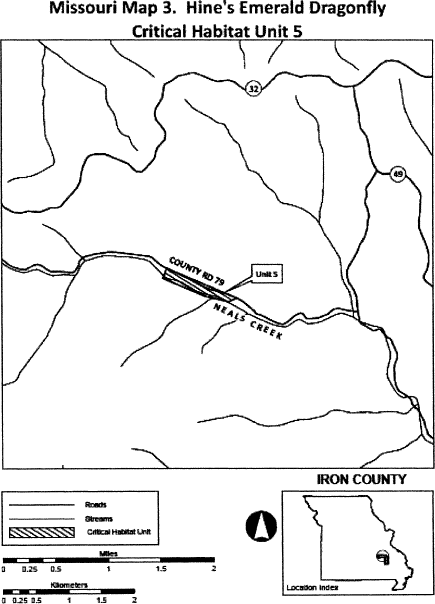 Missouri Map 3. Hine's Emerald Dragonfly
Critical Habitat Unit 5
32
49
COUNTY RD 79
Unit 5
NEALS CREEK
IRON COUNTY
Roads
Streams
Critical Habitat Unit
Miles
0 0.25 0.5 1 1.5 2
Kilometers
0 0.25 0.5 1 1.5 2
Location Index